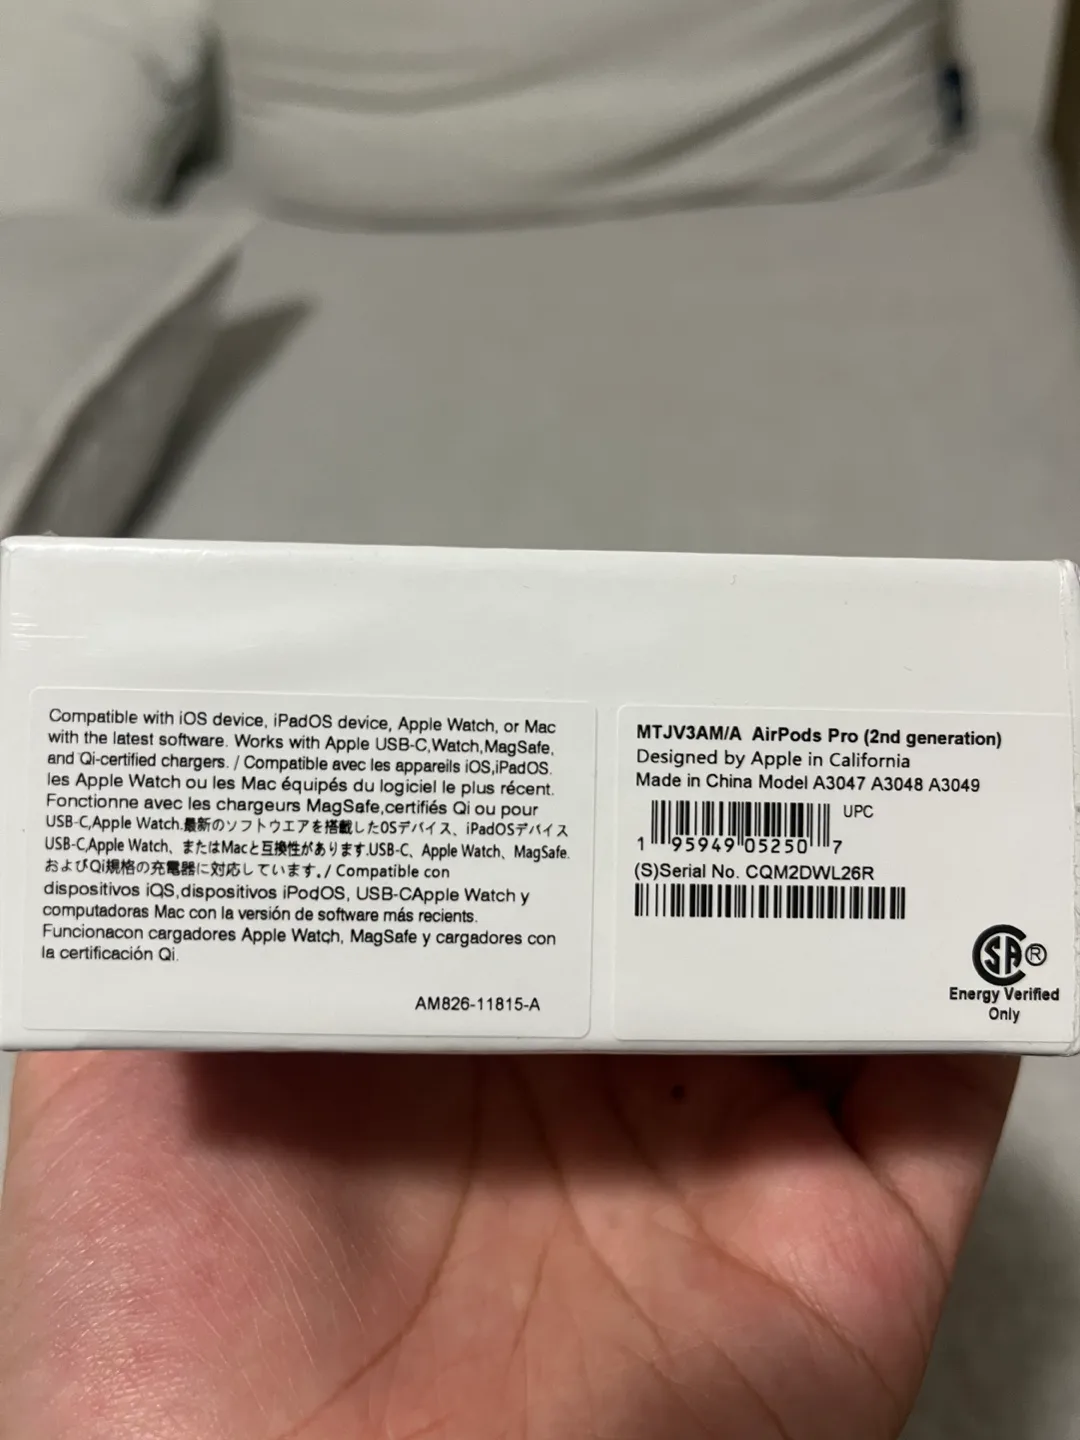 Compatible with iOS device, iPadOS device, Apple Watch, or Mac
with the latest software. Works with Apple USB-C,Watch,MagSafe,
and Qi-certified chargers. / Compatible avec les appareils iOS,iPadOS.
les Apple Watch ou les Mac équipés du logiciel le plus récent.
Fonctionne avec les chargeurs MagSafe,certifiés Qi ou pour
USB-C,Apple Watch.最新のソフトウエアを搭載したOSデバイス、iPadOSデバイス
USB-C,Apple Watch、またはMacと互換性があります.USB-C、Apple Watch、MagSafe.
およびQi規格の充電器に対応しています. / Compatible con
dispositivos iQS,dispositivos iPodOS, USB-CApple Watch y
computadoras Mac con la versión de software más recients.
Funcionacon cargadores Apple Watch, MagSafe y cargadores con
la certificación Qi.
AM826-11815-A
MTJV3AM/A AirPods Pro (2nd generation)
Designed by Apple in California
Made in China Model A3047 A3048 A3049
UPC
1 95949 05250 7
(S)Serial No. CQM2DWL26R
SA®
Energy Verified
Only